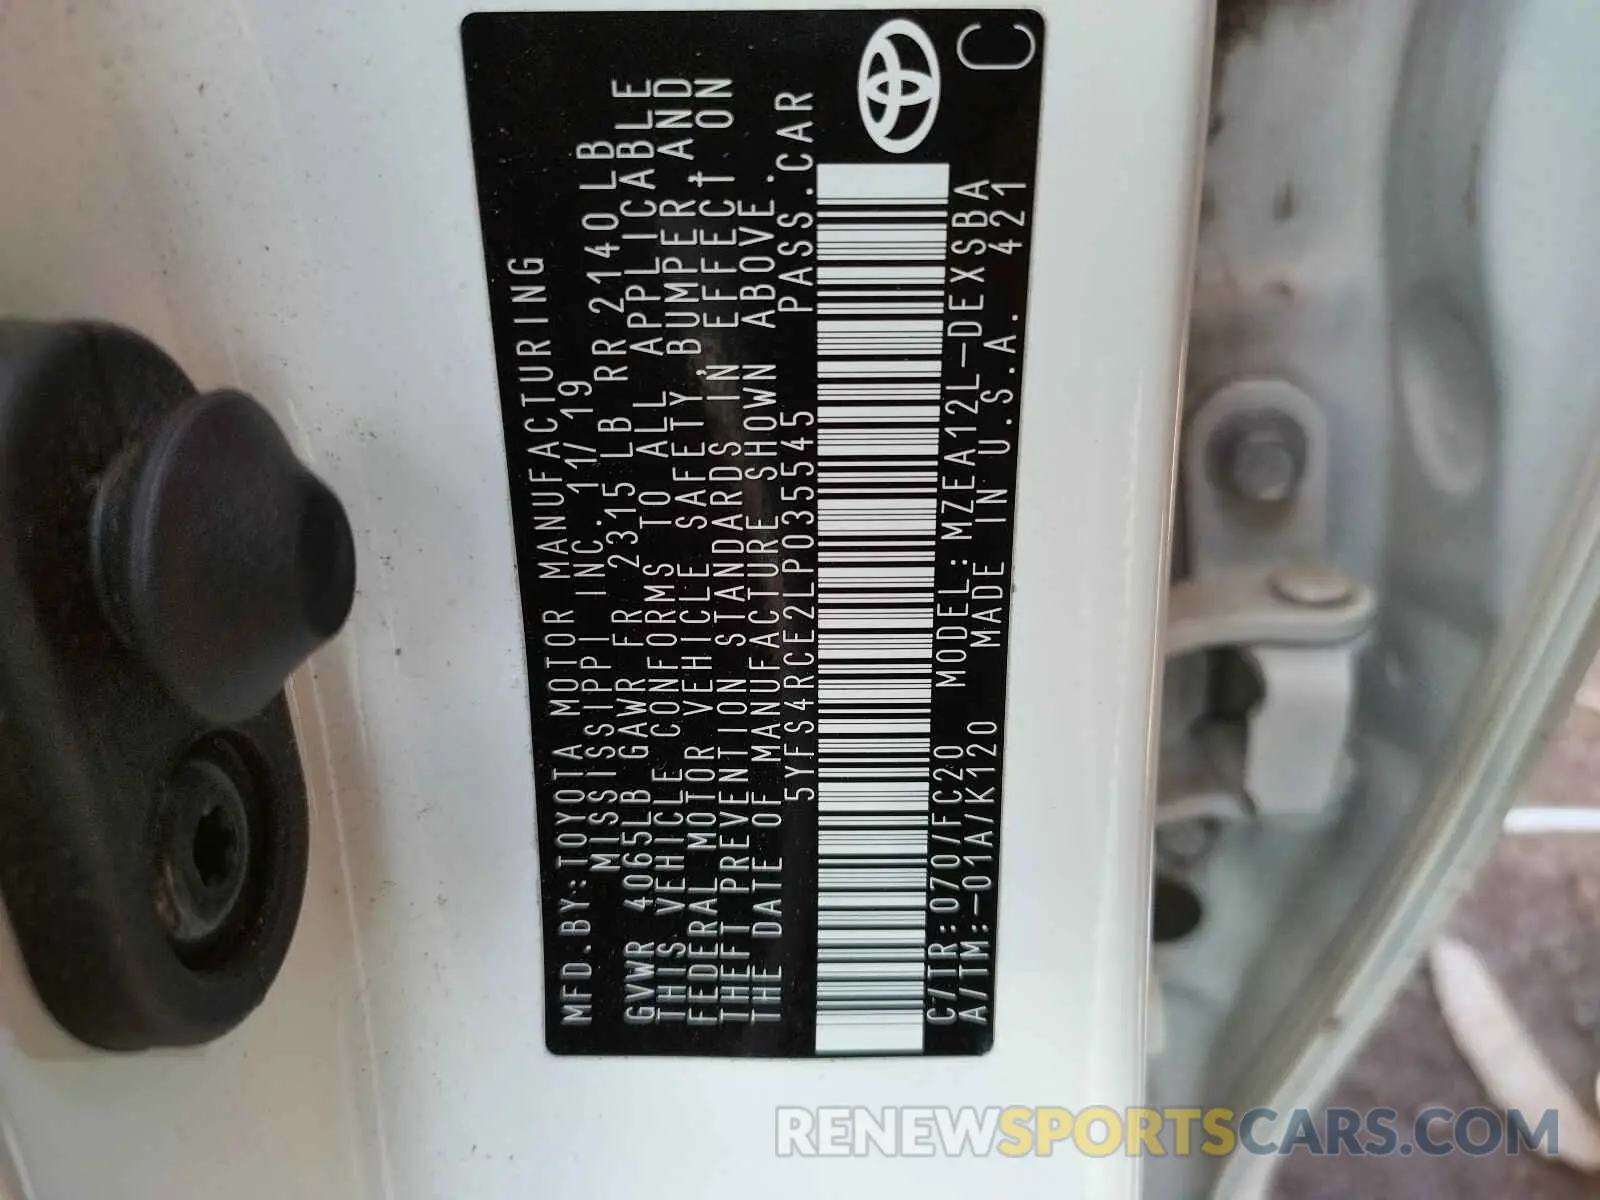 MFD.BY:TOYOTA MOTOR MANUFACTURING
MISSISSIPPI INC. 11/19
GVWR 4065LB GAWR FR 2315LB RR 2140LB
THIS VEHICLE CONFORMS TO ALL APPLICABLE
FEDERAL MOTOR VEHICLE SAFETY, BUMPER, AND
THEFT PREVENTION STANDARDS IN EFFECT ON
THE DATE OF MANUFACTURE SHOWN ABOVE.
5YFS4RCE2LP035545 PASS.CAR
C/TR:070/FC20 MODEL:MZEA12L-DEXSBA
A/TM:-01A/K120 MADE IN U.S.A. 421
C
RENEWSPORTSCARS.COM